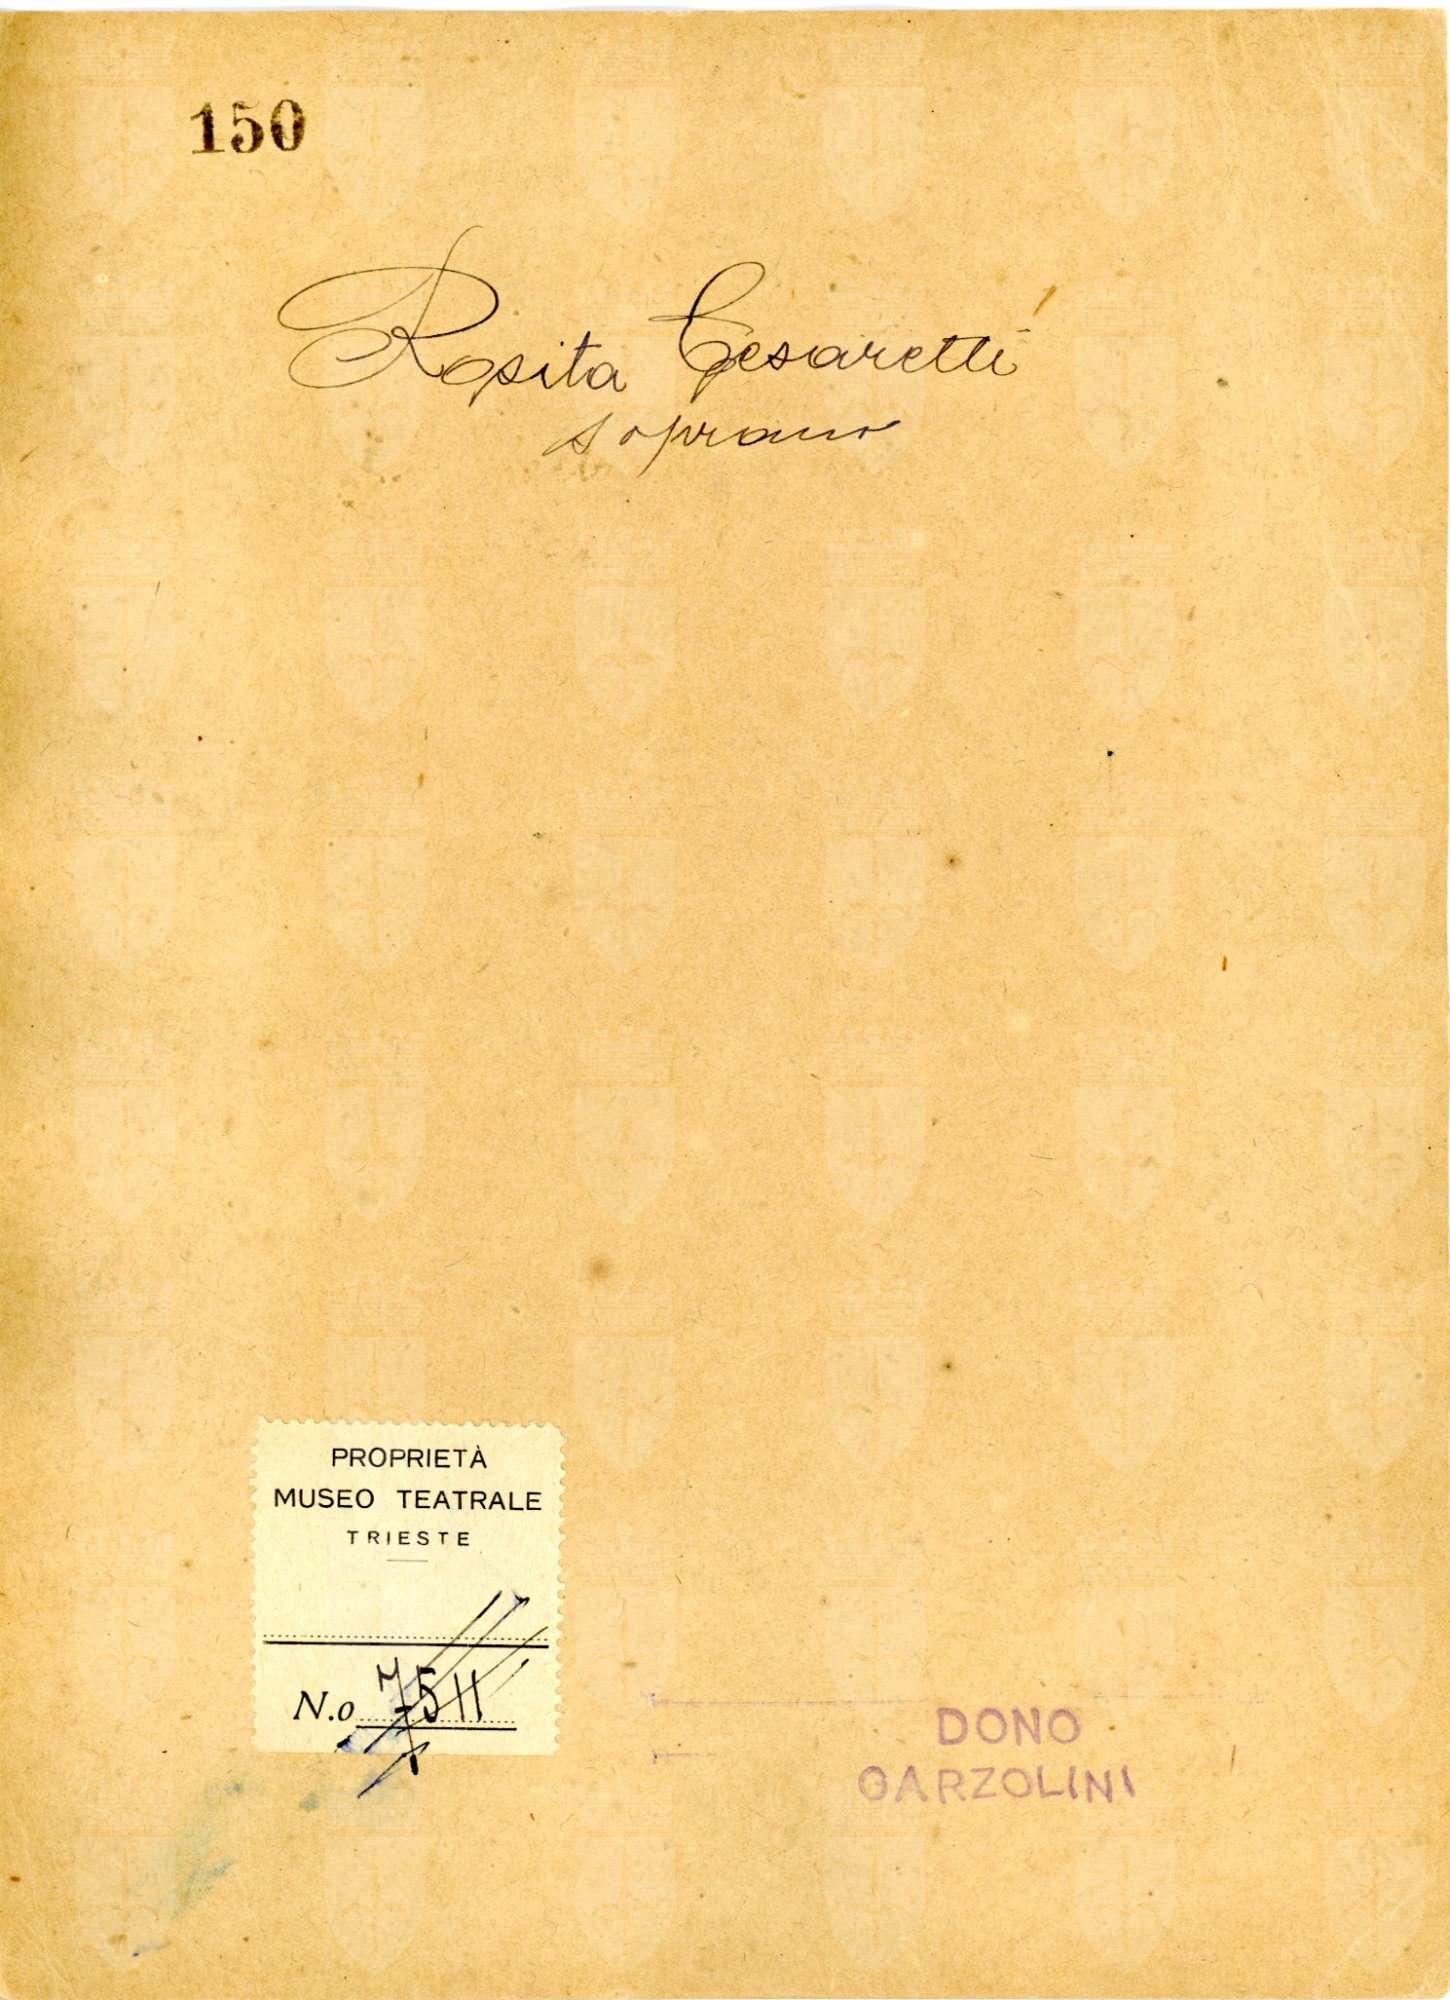 150
Rosita Cesaretti
soprano
PROPRIETÀ
MUSEO TEATRALE
TRIESTE
N.o 7511
DONO
GARZOLINI